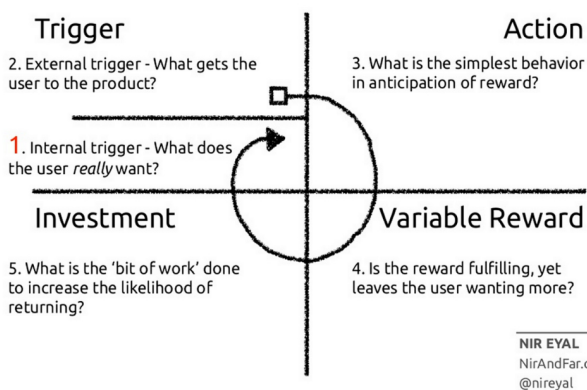 Trigger
2. External trigger - What gets the
user to the product?
1. Internal trigger - What does
the user really want?
Action
3. What is the simplest behavior
in anticipation of reward?
Investment
5. What is the 'bit of work' done
to increase the likelihood of
returning?
Variable Reward
4. Is the reward fulfilling, yet
leaves the user wanting more?
NIR EYAL
NirAndFar.c
@nireyal